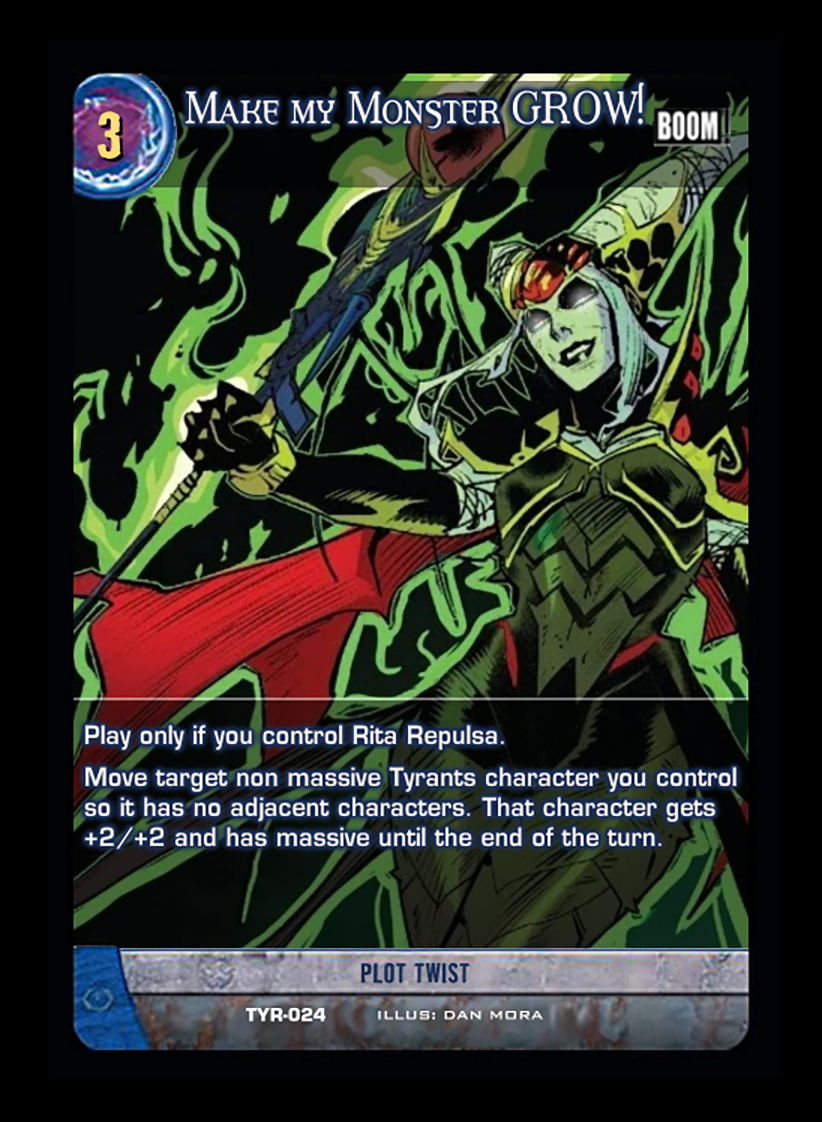 3
Make my Monster GROW!
BOOM
Play only if you control Rita Repulsa.
Move target non massive Tyrants character you control
so it has no adjacent characters. That character gets
+2/+2 and has massive until the end of the turn.
PLOT TWIST
TYR-024 ILLUS: DAN MORA